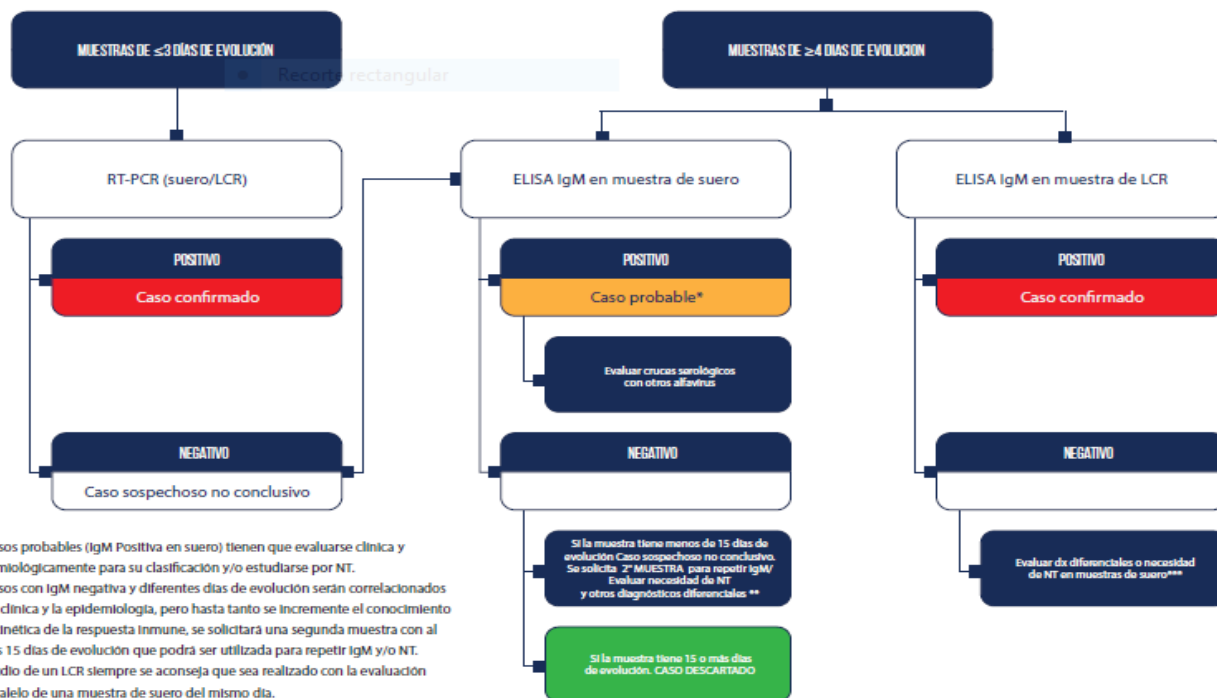 MUESTRAS DE ≤3 DÍAS DE EVOLUCIÓN
MUESTRAS DE ≥4 DIAS DE EVOLUCION
Recorte rectangular
RT-PCR (suero/LCR)
ELISA IgM en muestra de suero
ELISA IgM en muestra de LCR
POSITIVO
Caso confirmado
POSITIVO
Caso probable*
POSITIVO
Caso confirmado
Evaluar cruces serológicos
con otros alfavirus
NEGATIVO
Caso sospechoso no conclusivo
NEGATIVO
NEGATIVO
Si la muestra tiene menos de 15 días de
evolución Caso sospechoso no conclusivo.
Se solicita 2° MUESTRA para repetir IgM/
Evaluar necesidad de NT
y otros diagnósticos diferenciales **
Evaluar dx diferenciales o necesidad
de NT en muestras de suero***
Si la muestra tiene 15 o más días
de evolución. CASO DESCARTADO
sos probables (IgM Positiva en suero) tienen que evaluarse clínica y
miológicamente para su clasificación y/o estudiarse por NT.
sos con IgM negativa y diferentes días de evolución serán correlacionados
clínica y la epidemiología, pero hasta tanto se incremente el conocimiento
inética de la respuesta inmune, se solicitará una segunda muestra con al
s 15 días de evolución que podrá ser utilizada para repetir IgM y/o NT.
dio de un LCR siempre se aconseja que sea realizado con la evaluación
alelo de una muestra de suero del mismo día.